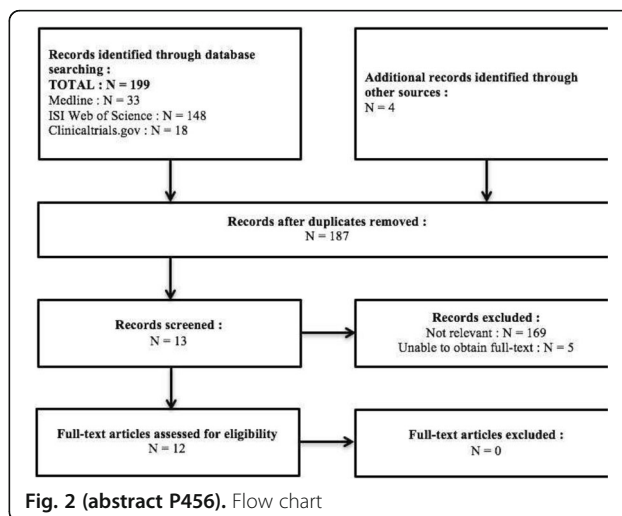 Records identified through database
searching :
TOTAL : N = 199
Medline : N = 33
ISI Web of Science : N = 148
Clinicaltrials.gov : N = 18
Additional records identified through
other sources :
N = 4
Records after duplicates removed :
N = 187
Records screened :
N = 13
Records excluded :
Not relevant : N = 169
Unable to obtain full-text : N = 5
Full-text articles assessed for eligibility
N = 12
Full-text articles excluded :
N = 0
Fig. 2 (abstract P456). Flow chart